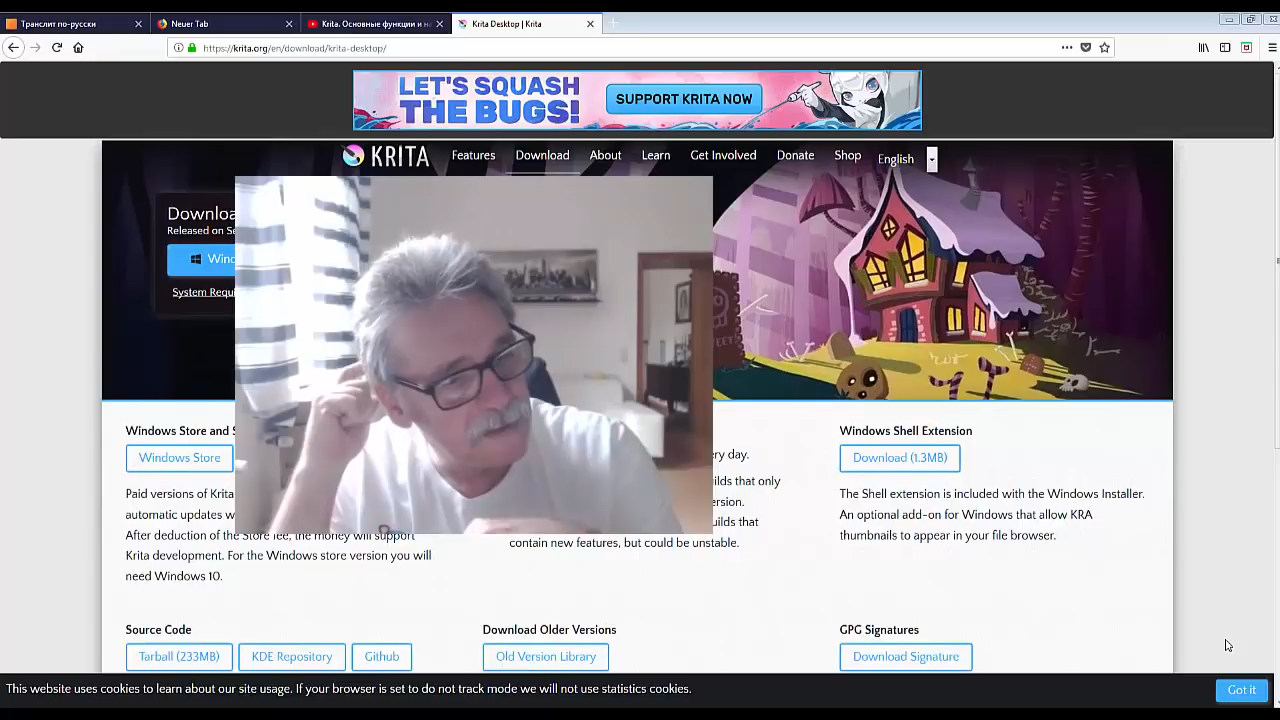 Транслит по-русски
Neuer Tab
Krita. Основные функции и на
Krita Desktop | Krita
https://krita.org/en/download/krita-desktop/
LET'S SQUASH
THE BUGS!
SUPPORT KRITA NOW
KRITA
Features
Download
About
Learn
Get Involved
Donate
Shop
English
Downloa
Released on Se
Wind
System Requi
Windows Store and S
Windows Store
Paid versions of Krita
automatic updates w
After deduction of the Store fee, the money will support
Krita development. For the Windows store version you will
need Windows 10.
ery day.
uilds that only
ersion.
uilds that
contain new features, but could be unstable.
Windows Shell Extension
Download (1.3MB)
The Shell extension is included with the Windows Installer.
An optional add-on for Windows that allow KRA
thumbnails to appear in your file browser.
Source Code
Tarball (233MB)
KDE Repository
Github
Download Older Versions
Old Version Library
GPG Signatures
Download Signature
This website uses cookies to learn about our site usage. If your browser is set to do not track mode we will not use statistics cookies.
Got it